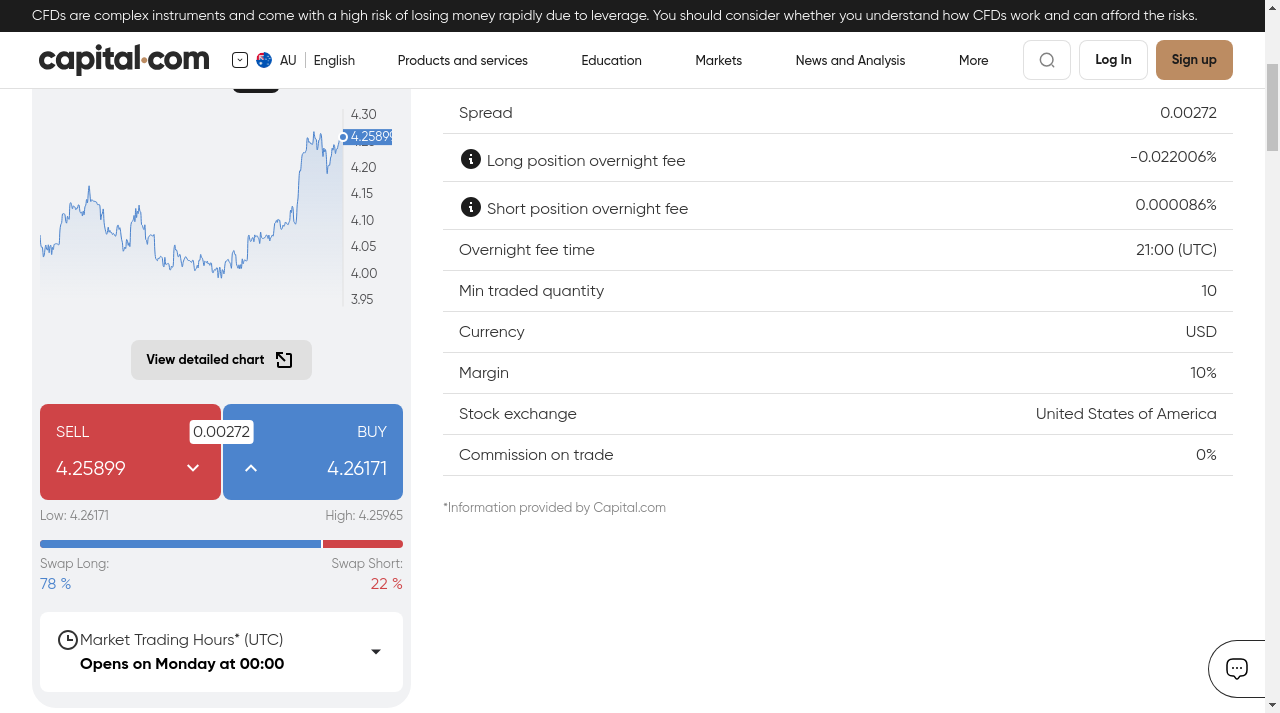 CFDs are complex instruments and come with a high risk of losing money rapidly due to leverage. You should consider whether you understand how CFDs work and can afford the risks.
capital.com
AU
English
Products and services
Education
Markets
News and Analysis
More
Log In
Sign up
4.30
4.25899
4.20
4.15
4.10
4.05
4.00
3.95
View detailed chart
SELL
4.25899
0.00272
BUY
4.26171
Low: 4.26171
High: 4.25965
Swap Long:
78 %
Swap Short:
22 %
Market Trading Hours* (UTC)
Opens on Monday at 00:00
Spread
0.00272
Long position overnight fee
-0.022006%
Short position overnight fee
0.000086%
Overnight fee time
21:00 (UTC)
Min traded quantity
10
Currency
USD
Margin
10%
Stock exchange
United States of America
Commission on trade
0%
*Information provided by Capital.com